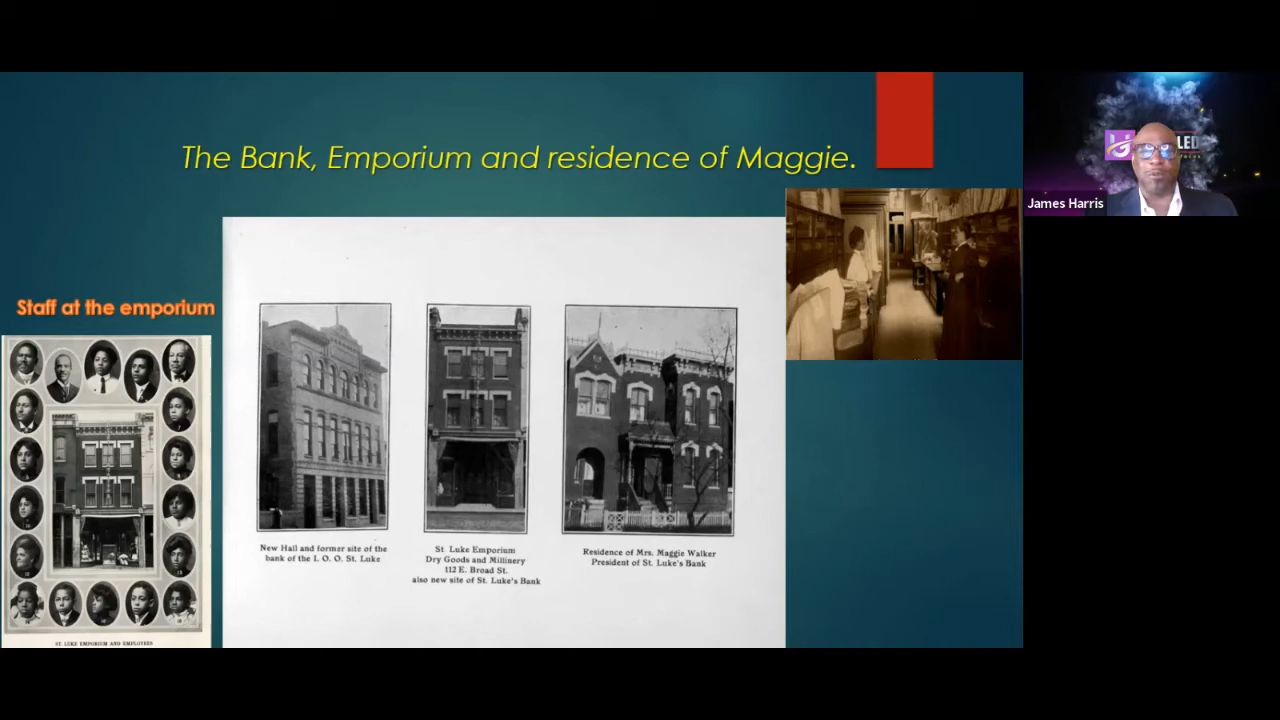 The Bank, Emporium and residence of Maggie.
Staff at the emporium
ST. LUKE EMPORIUM AND EMPLOYEES
New Hall and former site of the
bank of the I. O. O. St. Luke
St. Luke Emporium
Dry Goods and Millinery
112 E. Broad St.
also new site of St. Luke's Bank
Residence of Mrs. Maggie Walker
President of St. Luke's Bank
LED
James Harris